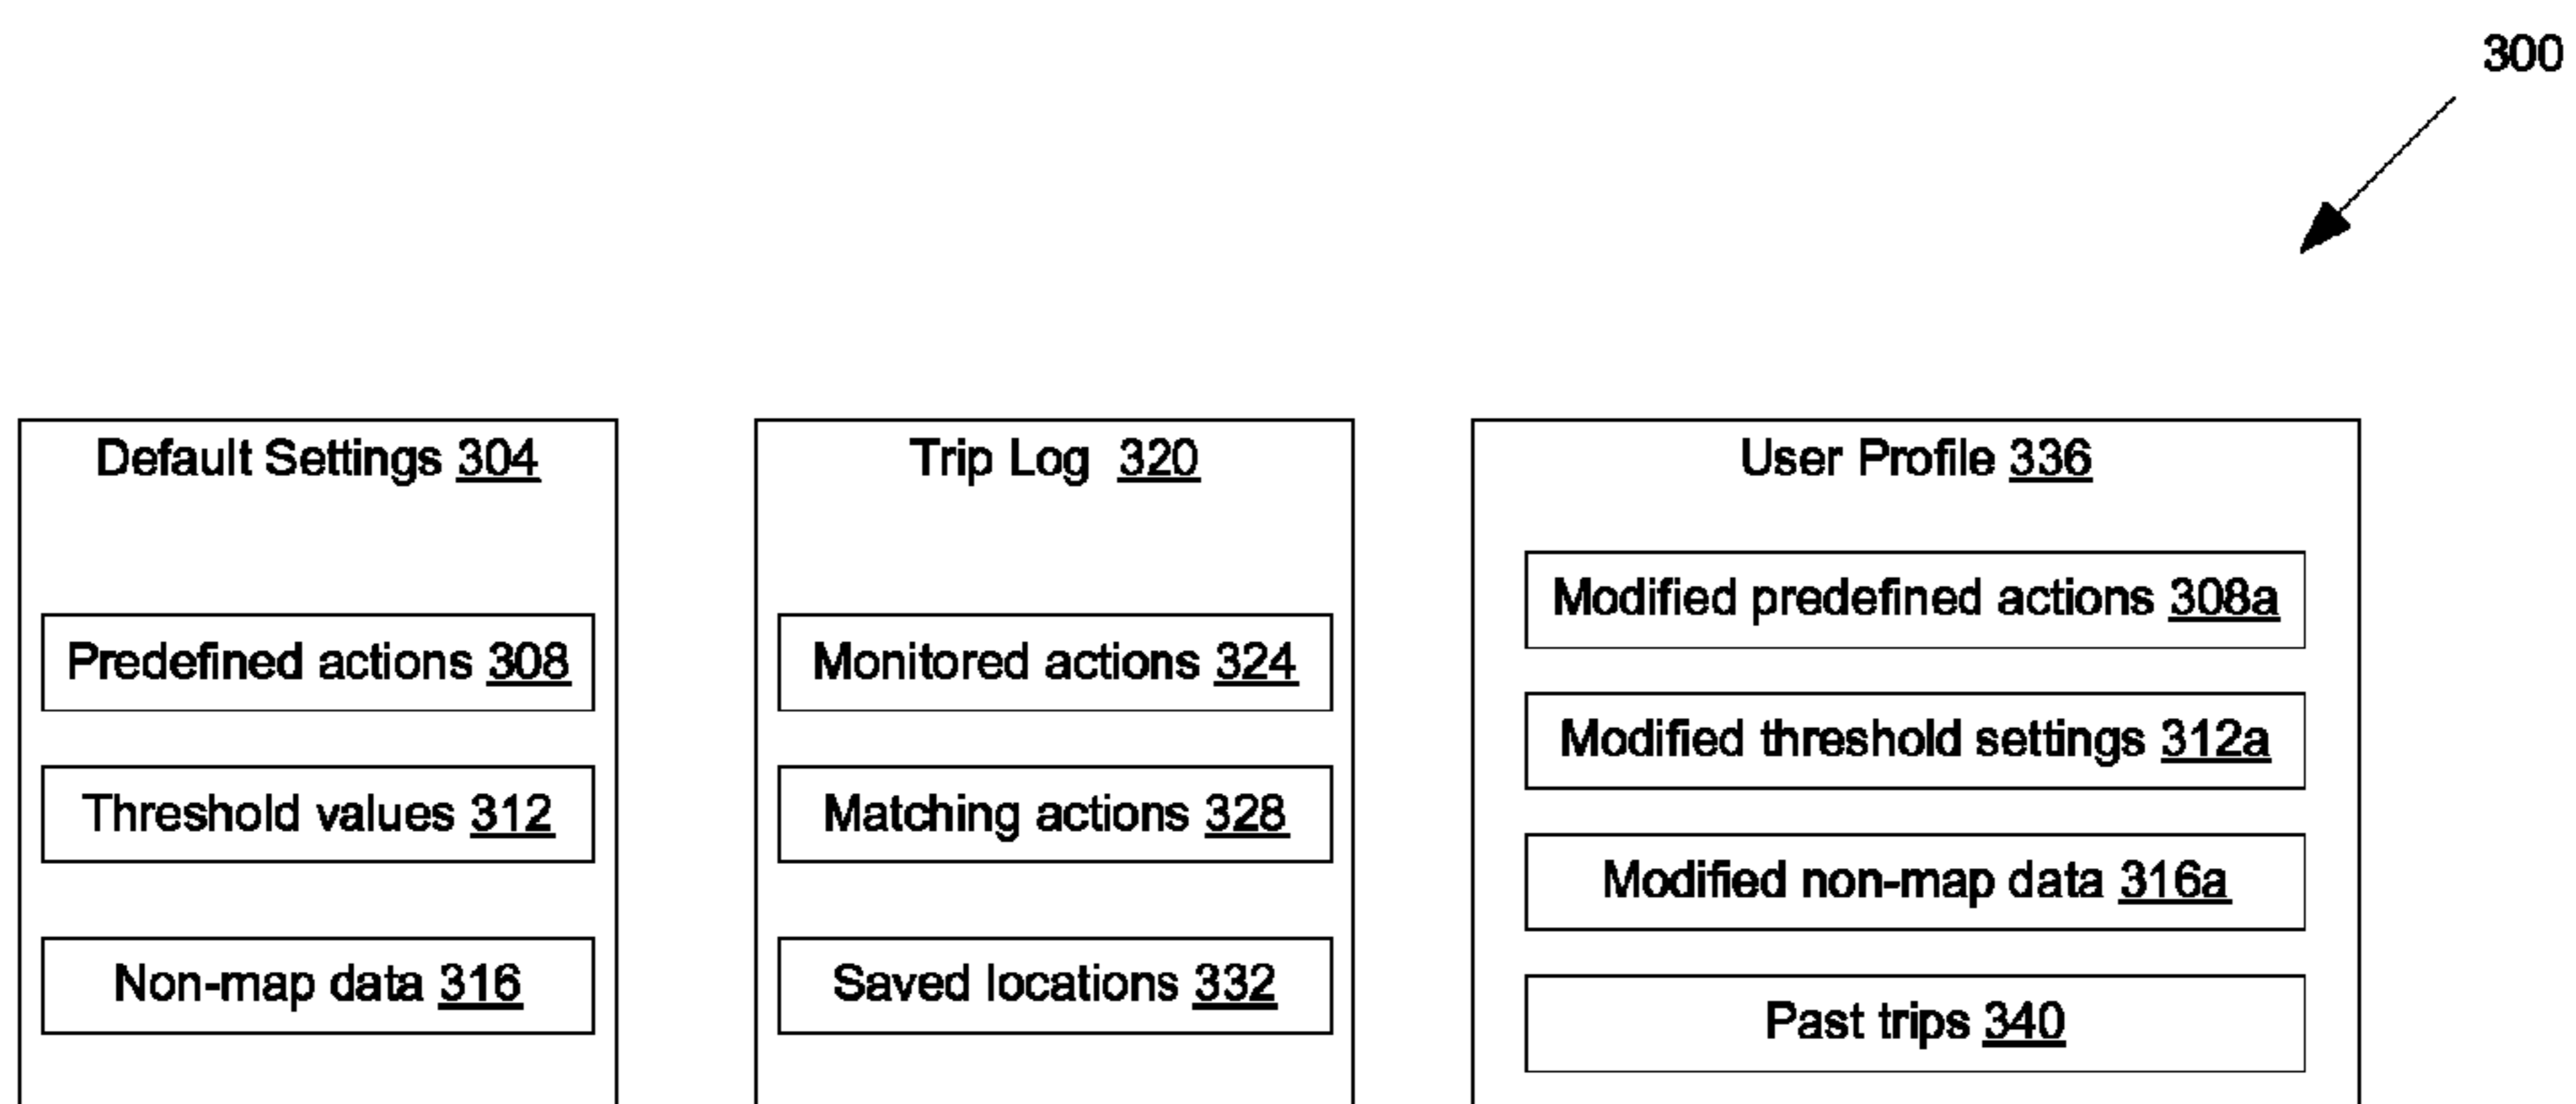 300
Default Settings 304
Predefined actions 308
Threshold values 312
Non-map data 316
Trip Log 320
Monitored actions 324
Matching actions 328
Saved locations 332
User Profile 336
Modified predefined actions 308a
Modified threshold settings 312a
Modified non-map data 316a
Past trips 340